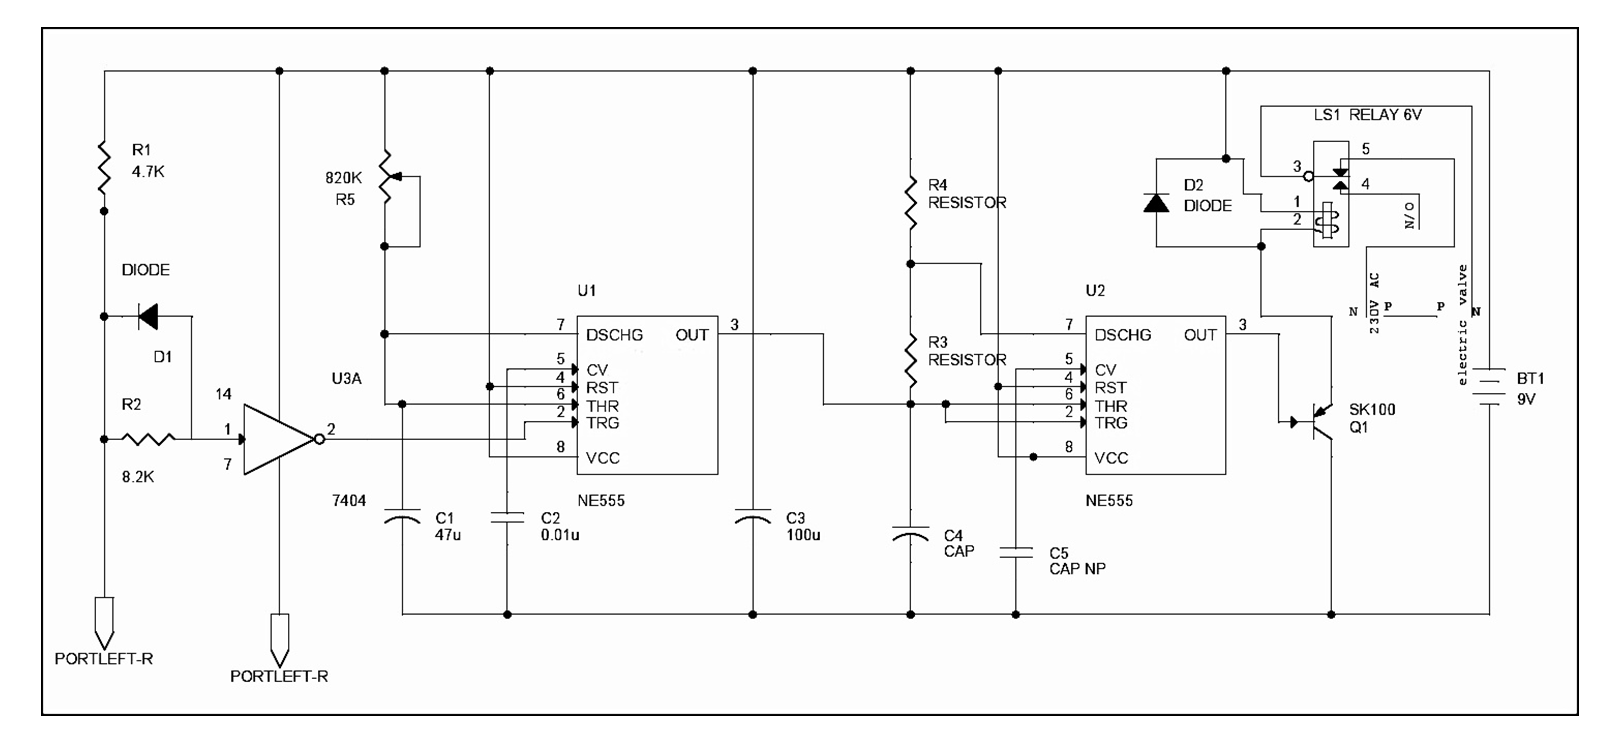 LS1 RELAY 6V
R1
4.7K
5
3
820K
R5
R4
RESISTOR
D2
DIODE
4
1
2
N/O
DIODE
U1
U2
230V AC
electric valve
N
P
P
N
D1
7
DSCHG
OUT
3
R3
RESISTOR
7
DSCHG
OUT
3
U3A
5
CV
4
RST
6
THR
2
TRG
8
VCC
5
CV
4
RST
6
THR
2
TRG
8
VCC
BT1
9V
R2
14
1
2
7
8.2K
SK100
Q1
7404
NE555
NE555
C1
47u
C2
0.01u
C3
100u
C4
CAP
C5
CAP NP
PORTLEFT-R
PORTLEFT-R